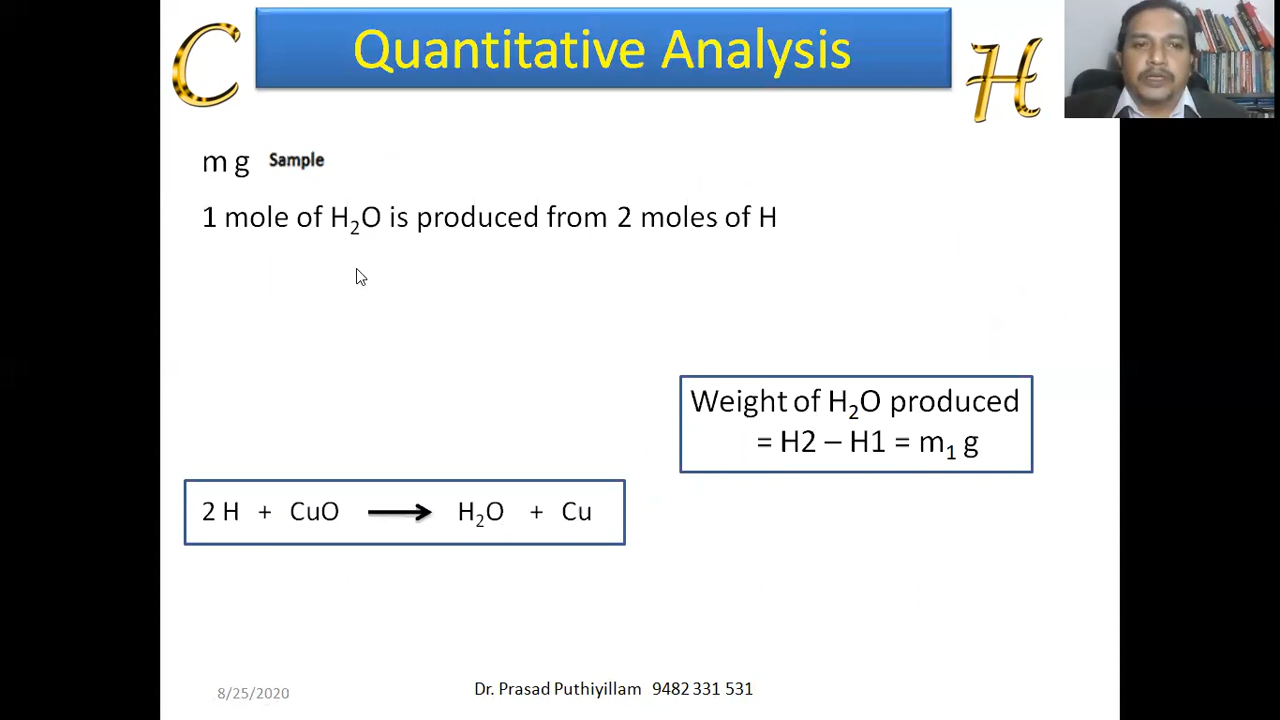 C
Quantitative Analysis
H
m g Sample
1 mole of H₂O is produced from 2 moles of H
Weight of H₂O produced
= H2 – H1 = m₁ g
2 H + CuO ⟶ H₂O + Cu
8/25/2020
Dr. Prasad Puthiyillam 9482 331 531